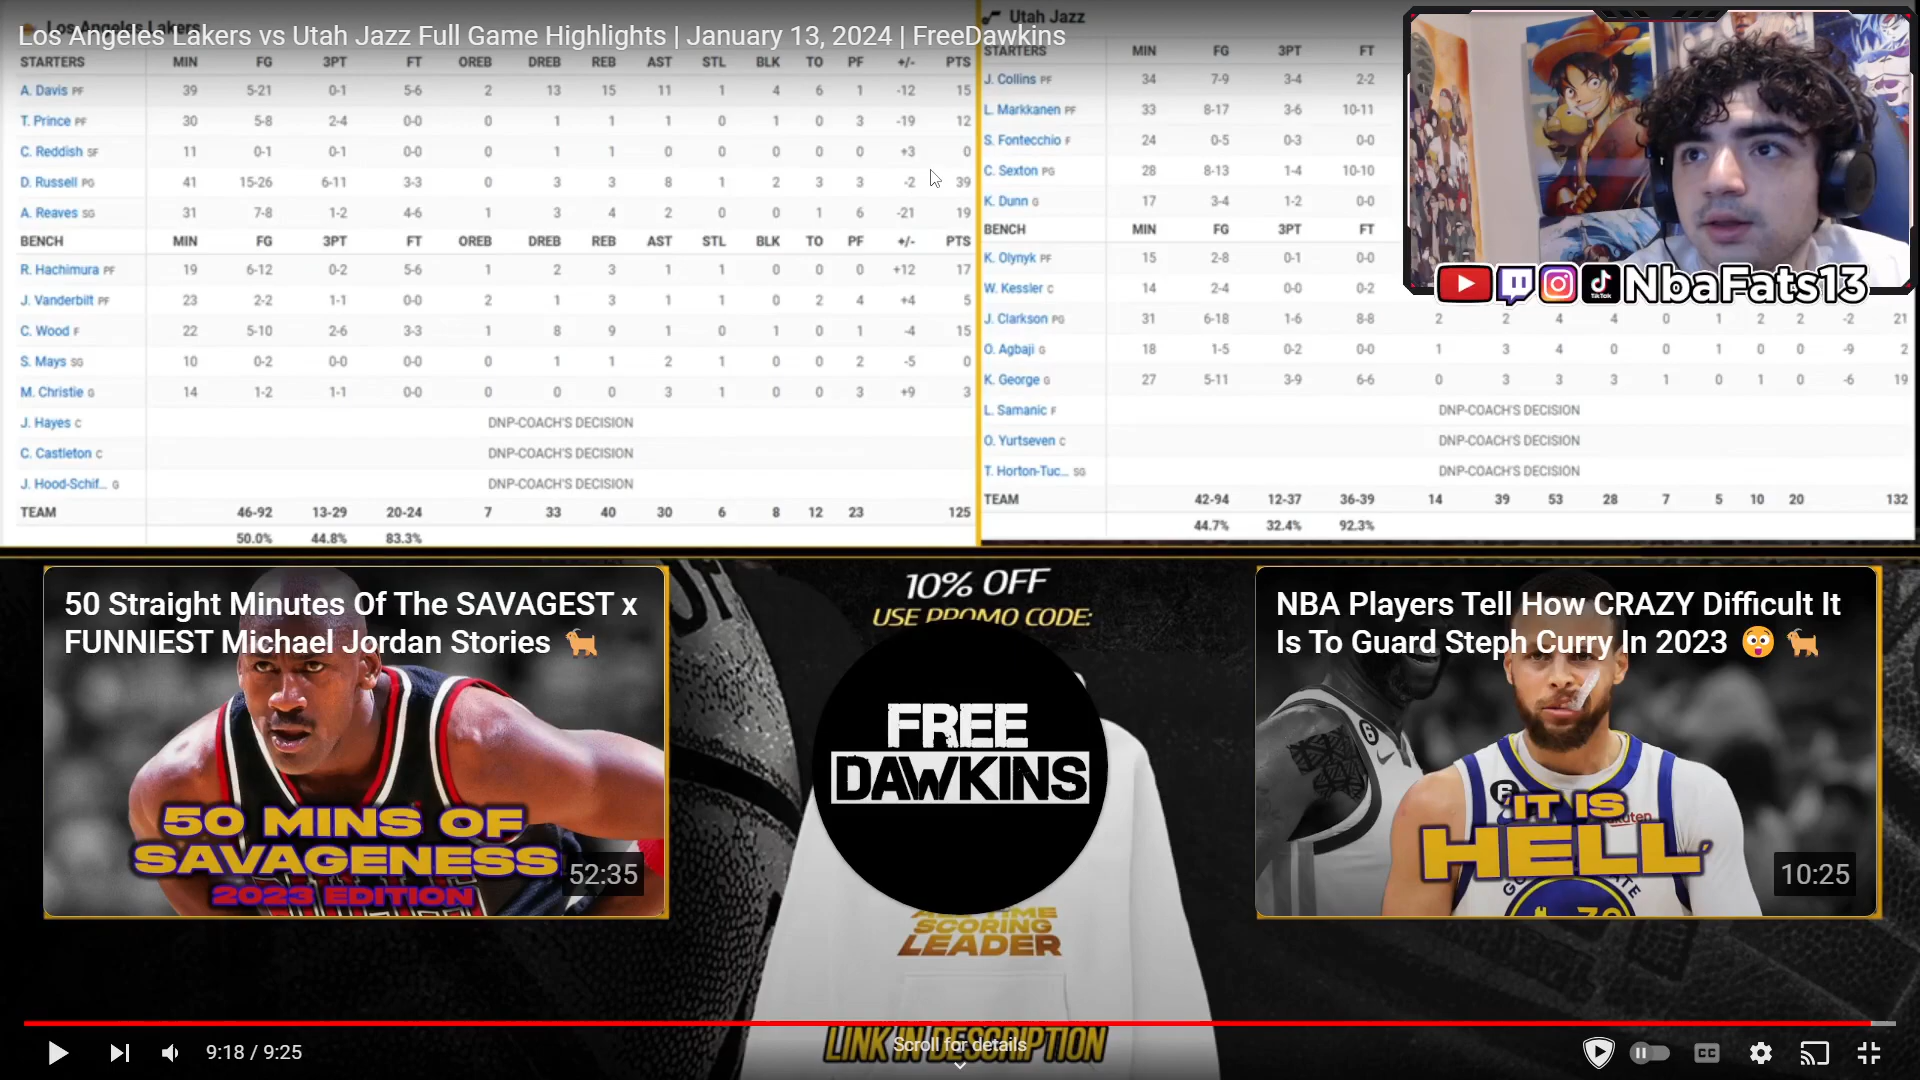 Los Angeles Lakers
Los Angeles Lakers vs Utah Jazz Full Game Highlights | January 13, 2024 | FreeDawkins
STARTERS MIN FG 3PT FT OREB DREB REB AST STL BLK TO PF +/- PTS
A. Davis PF 39 5-21 0-1 5-6 2 13 15 11 1 4 6 1 -12 15
T. Prince PF 30 5-8 2-4 0-0 0 1 1 1 0 1 0 3 -19 12
C. Reddish SF 11 0-1 0-1 0-0 0 1 1 0 0 0 0 0 +3 0
D. Russell PG 41 15-26 6-11 3-3 0 3 3 8 1 2 3 3 -2 39
A. Reaves SG 31 7-8 1-2 4-6 1 3 4 2 0 0 1 6 -21 19
BENCH MIN FG 3PT FT OREB DREB REB AST STL BLK TO PF +/- PTS
R. Hachimura PF 19 6-12 0-2 5-6 1 2 3 1 1 0 0 0 +12 17
J. Vanderbilt PF 23 2-2 1-1 0-0 2 1 3 1 1 0 2 4 +4 5
C. Wood F 22 5-10 2-6 3-3 1 8 9 1 0 1 0 1 -4 15
S. Mays SG 10 0-2 0-0 0-0 0 1 1 2 1 0 0 2 -5 0
M. Christie G 14 1-2 1-1 0-0 0 0 0 3 1 0 0 3 +9 3
J. Hayes C DNP-COACH'S DECISION
C. Castleton C DNP-COACH'S DECISION
J. Hood-Schif... G DNP-COACH'S DECISION
TEAM 46-92 13-29 20-24 7 33 40 30 6 8 12 23 125
50.0% 44.8% 83.3%
Utah Jazz
STARTERS MIN FG 3PT FT
J. Collins PF 34 7-9 3-4 2-2
L. Markkanen PF 33 8-17 3-6 10-11
S. Fontecchio F 24 0-5 0-3 0-0
C. Sexton PG 28 8-13 1-4 10-10
K. Dunn G 17 3-4 1-2 0-0
BENCH MIN FG 3PT FT
K. Olynyk PF 15 2-8 0-1 0-0
W. Kessler C 14 2-4 0-0 0-2
J. Clarkson PG 31 6-18 1-6 8-8 2 2 4 4 0 1 2 2 -2 21
O. Agbaji G 18 1-5 0-2 0-0 1 3 4 0 0 1 0 0 -9 2
K. George G 27 5-11 3-9 6-6 0 3 3 3 1 0 1 0 -6 19
L. Samanic F DNP-COACH'S DECISION
O. Yurtseven C DNP-COACH'S DECISION
T. Horton-Tuc... SG DNP-COACH'S DECISION
TEAM 42-94 12-37 36-39 14 39 53 28 7 5 10 20 132
44.7% 32.4% 92.3%
TikTok
NbaFats13
50 Straight Minutes Of The SAVAGEST x
FUNNIEST Michael Jordan Stories
50 MINS OF
SAVAGENESS
2023 EDITION
52:35
10% OFF
USE PROMO CODE:
FREE
DAWKINS
ALL TIME
SCORING
LEADER
LINK IN DESCRIPTION
Scroll for details
NBA Players Tell How CRAZY Difficult It
Is To Guard Steph Curry In 2023
6
6
Rakuten
'IT IS
HELL'
10:25
9:18 / 9:25
CC